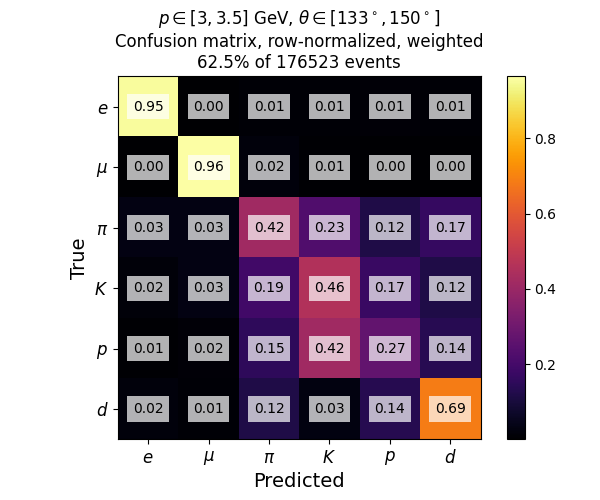 p ∈ [3, 3.5] GeV, θ ∈ [133°, 150°]
Confusion matrix, row-normalized, weighted
62.5% of 176523 events
e 0.95 0.00 0.01 0.01 0.01 0.01
μ 0.00 0.96 0.02 0.01 0.00 0.00
π 0.03 0.03 0.42 0.23 0.12 0.17
K 0.02 0.03 0.19 0.46 0.17 0.12
p 0.01 0.02 0.15 0.42 0.27 0.14
d 0.02 0.01 0.12 0.03 0.14 0.69
e μ π K p d
Predicted
True
0.8
0.6
0.4
0.2